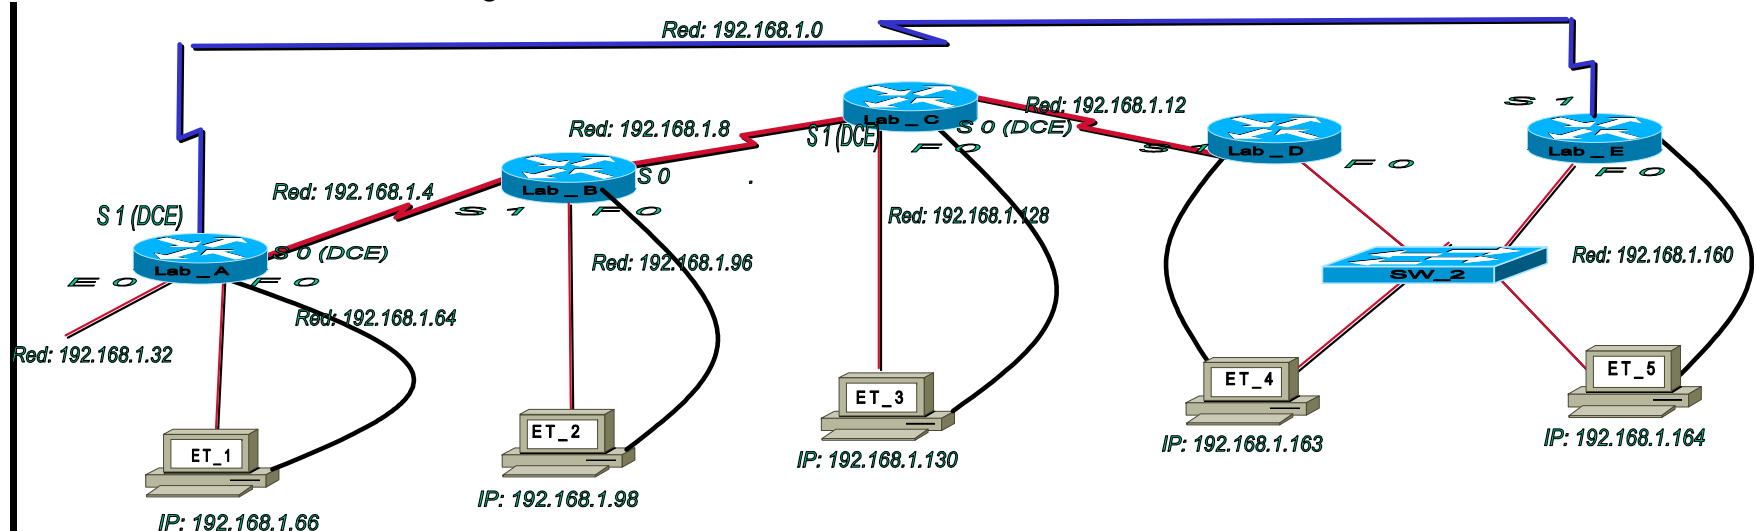 Red: 192.168.1.0
Red: 192.168.1.8
Red: 192.168.1.12
S 1
S 1 (DCE)
Lab _ C
S 0 (DCE)
F 0
S 1
Lab _ D
F 0
Lab _ E
F 0
Red: 192.168.1.4
Lab _ B
S 0
S 1
F 0
S 1 (DCE)
Red: 192.168.1.128
S 0 (DCE)
Lab _ A
E 0
F 0
Red: 192.168.1.96
Red: 192.168.1.160
SW_2
Red: 192.168.1.64
Red: 192.168.1.32
ET_1
ET_2
ET_3
ET_4
ET_5
IP: 192.168.1.66
IP: 192.168.1.98
IP: 192.168.1.130
IP: 192.168.1.163
IP: 192.168.1.164